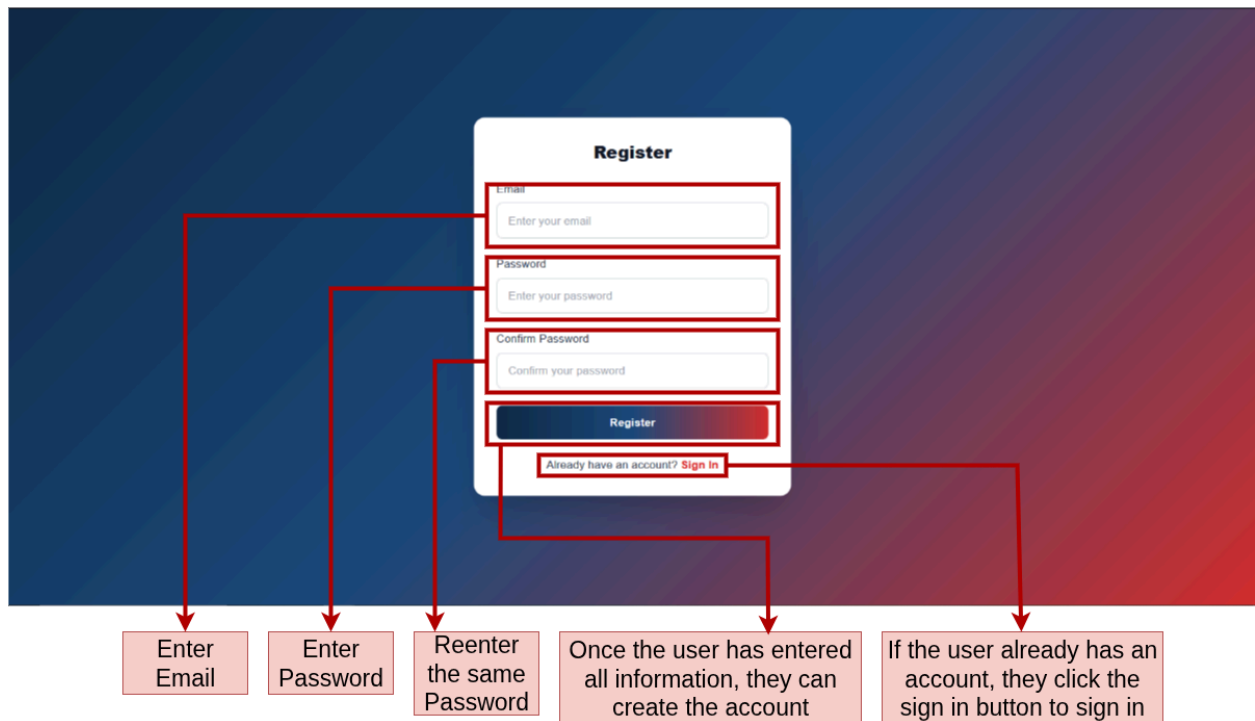 Register
Email
Enter your email
Password
Enter your password
Confirm Password
Confirm your password
Register
Already have an account? Sign In
Enter
Email
Enter
Password
Reenter
the same
Password
Once the user has entered
all information, they can
create the account
If the user already has an
account, they click the
sign in button to sign in